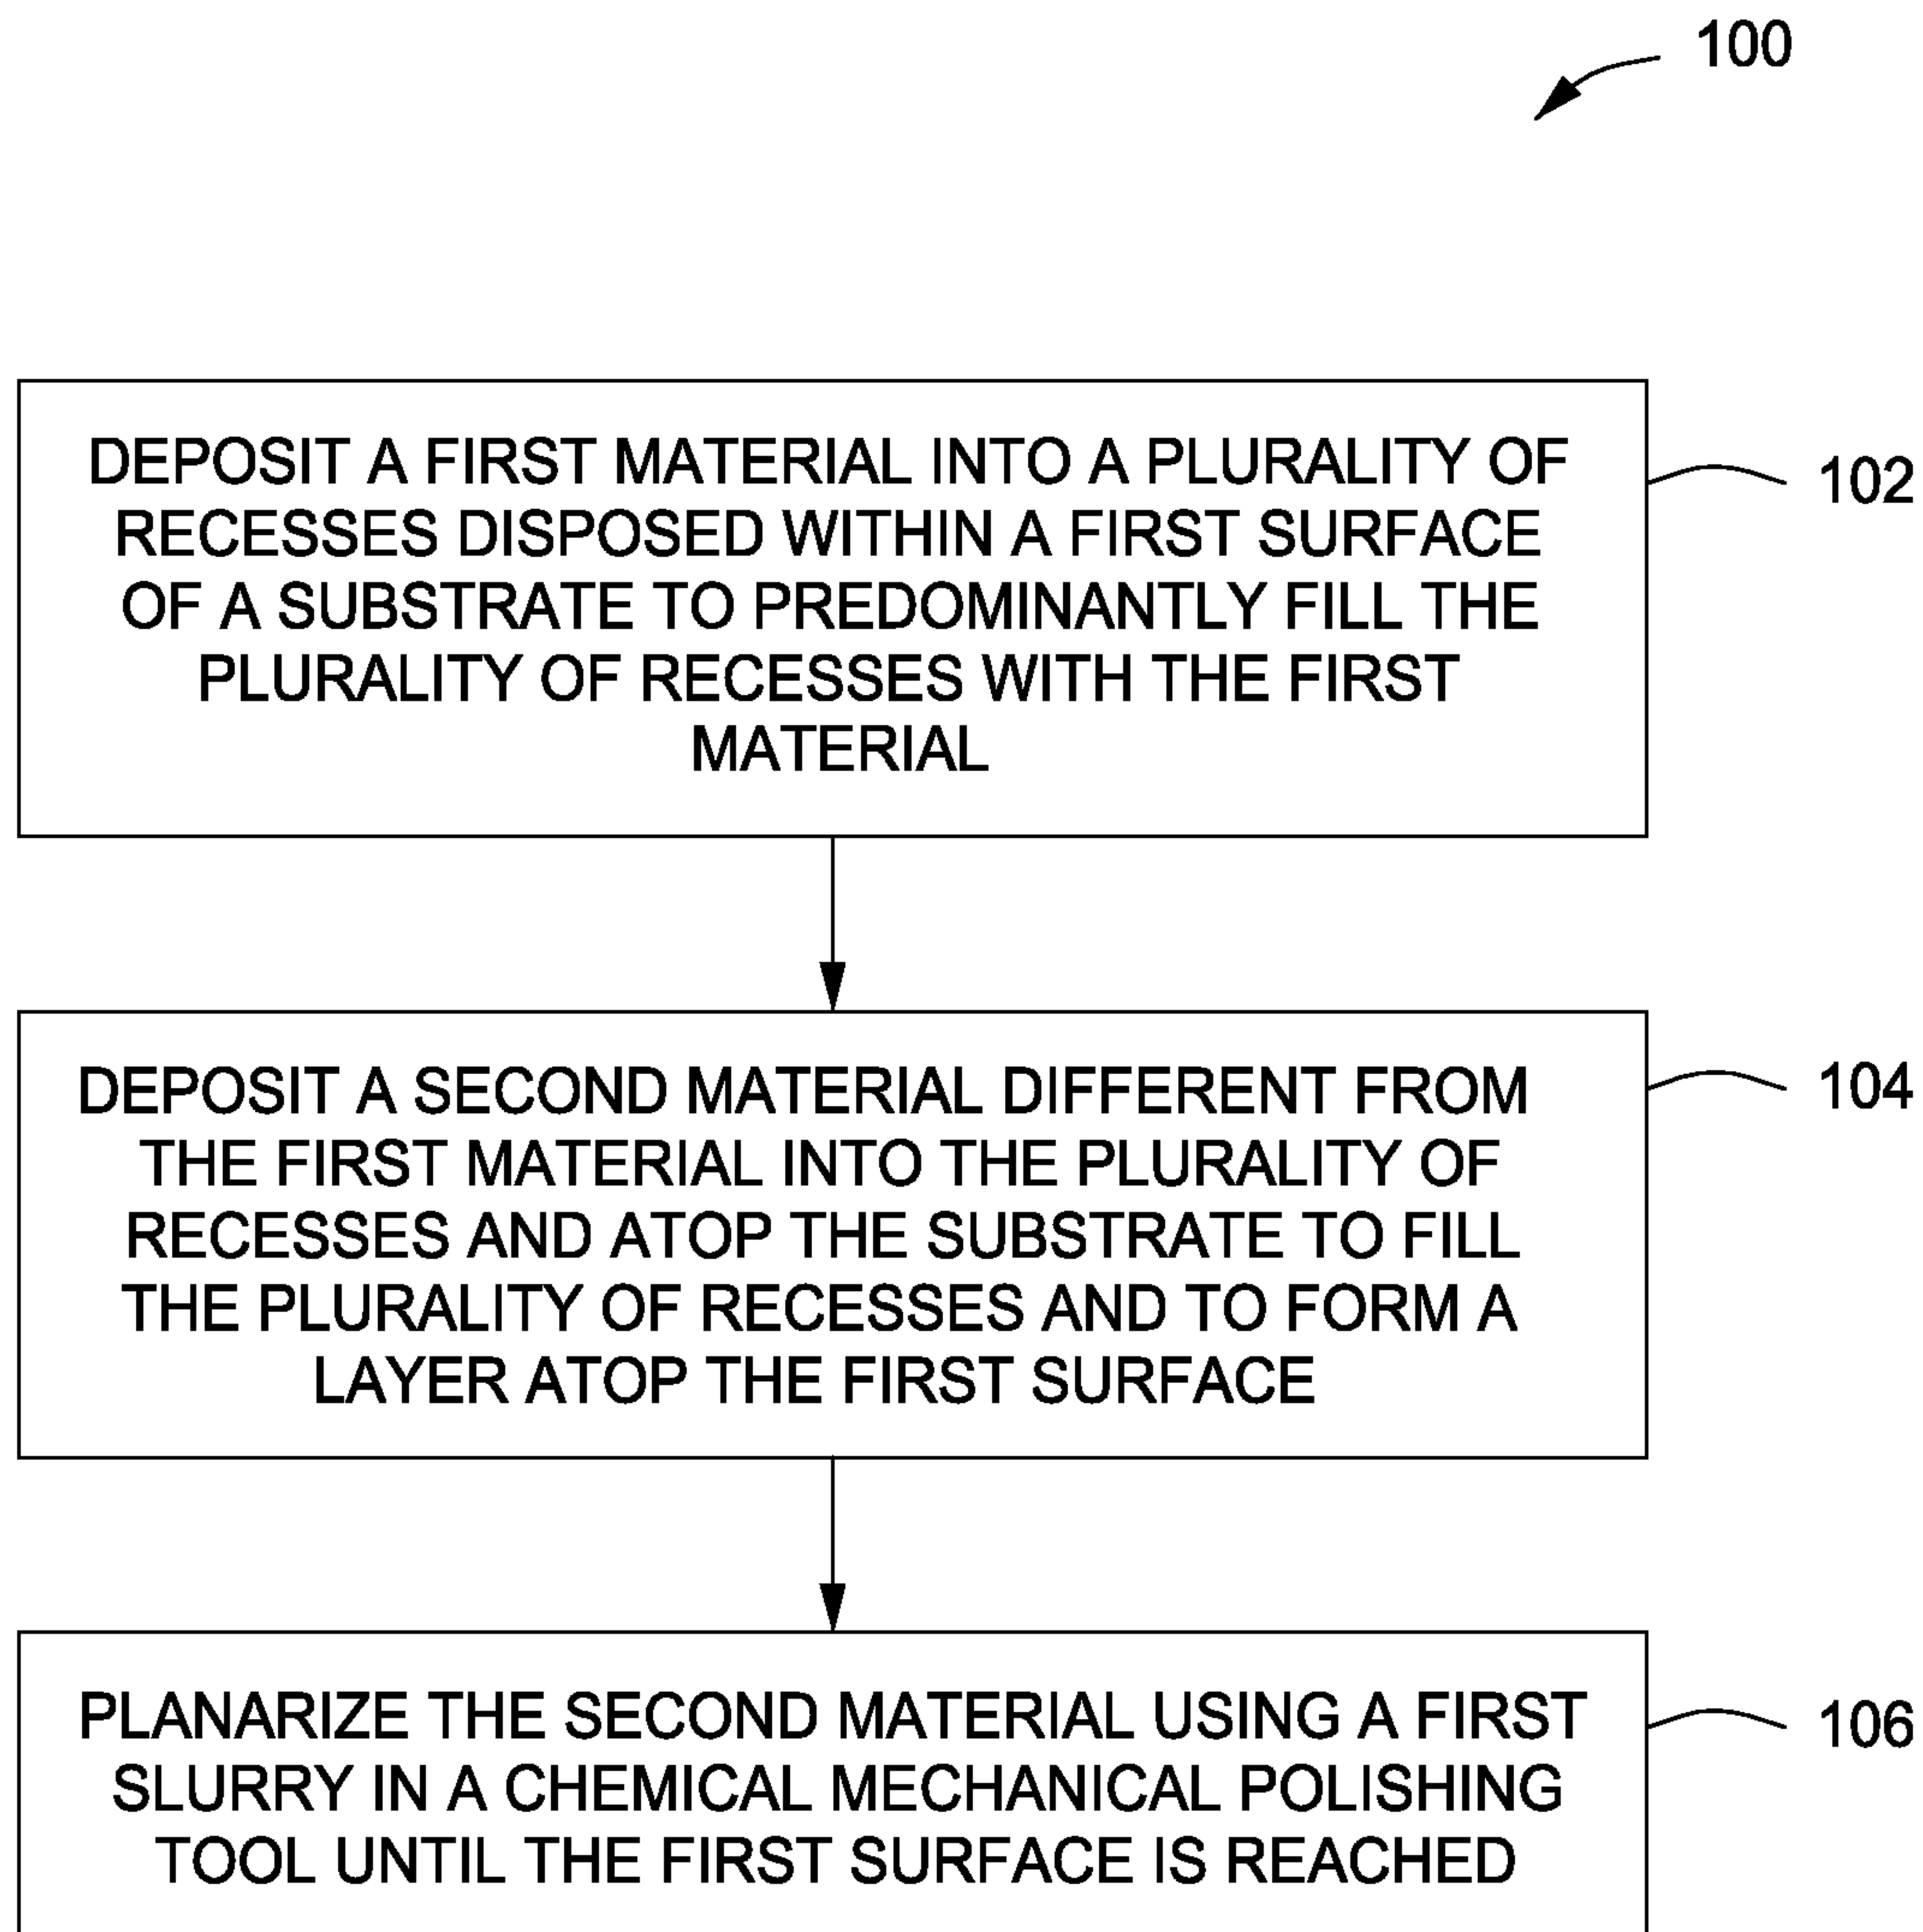 100
DEPOSIT A FIRST MATERIAL INTO A PLURALITY OF
RECESSES DISPOSED WITHIN A FIRST SURFACE
OF A SUBSTRATE TO PREDOMINANTLY FILL THE
PLURALITY OF RECESSES WITH THE FIRST
MATERIAL
102
DEPOSIT A SECOND MATERIAL DIFFERENT FROM
THE FIRST MATERIAL INTO THE PLURALITY OF
RECESSES AND ATOP THE SUBSTRATE TO FILL
THE PLURALITY OF RECESSES AND TO FORM A
LAYER ATOP THE FIRST SURFACE
104
PLANARIZE THE SECOND MATERIAL USING A FIRST
SLURRY IN A CHEMICAL MECHANICAL POLISHING
TOOL UNTIL THE FIRST SURFACE IS REACHED
106